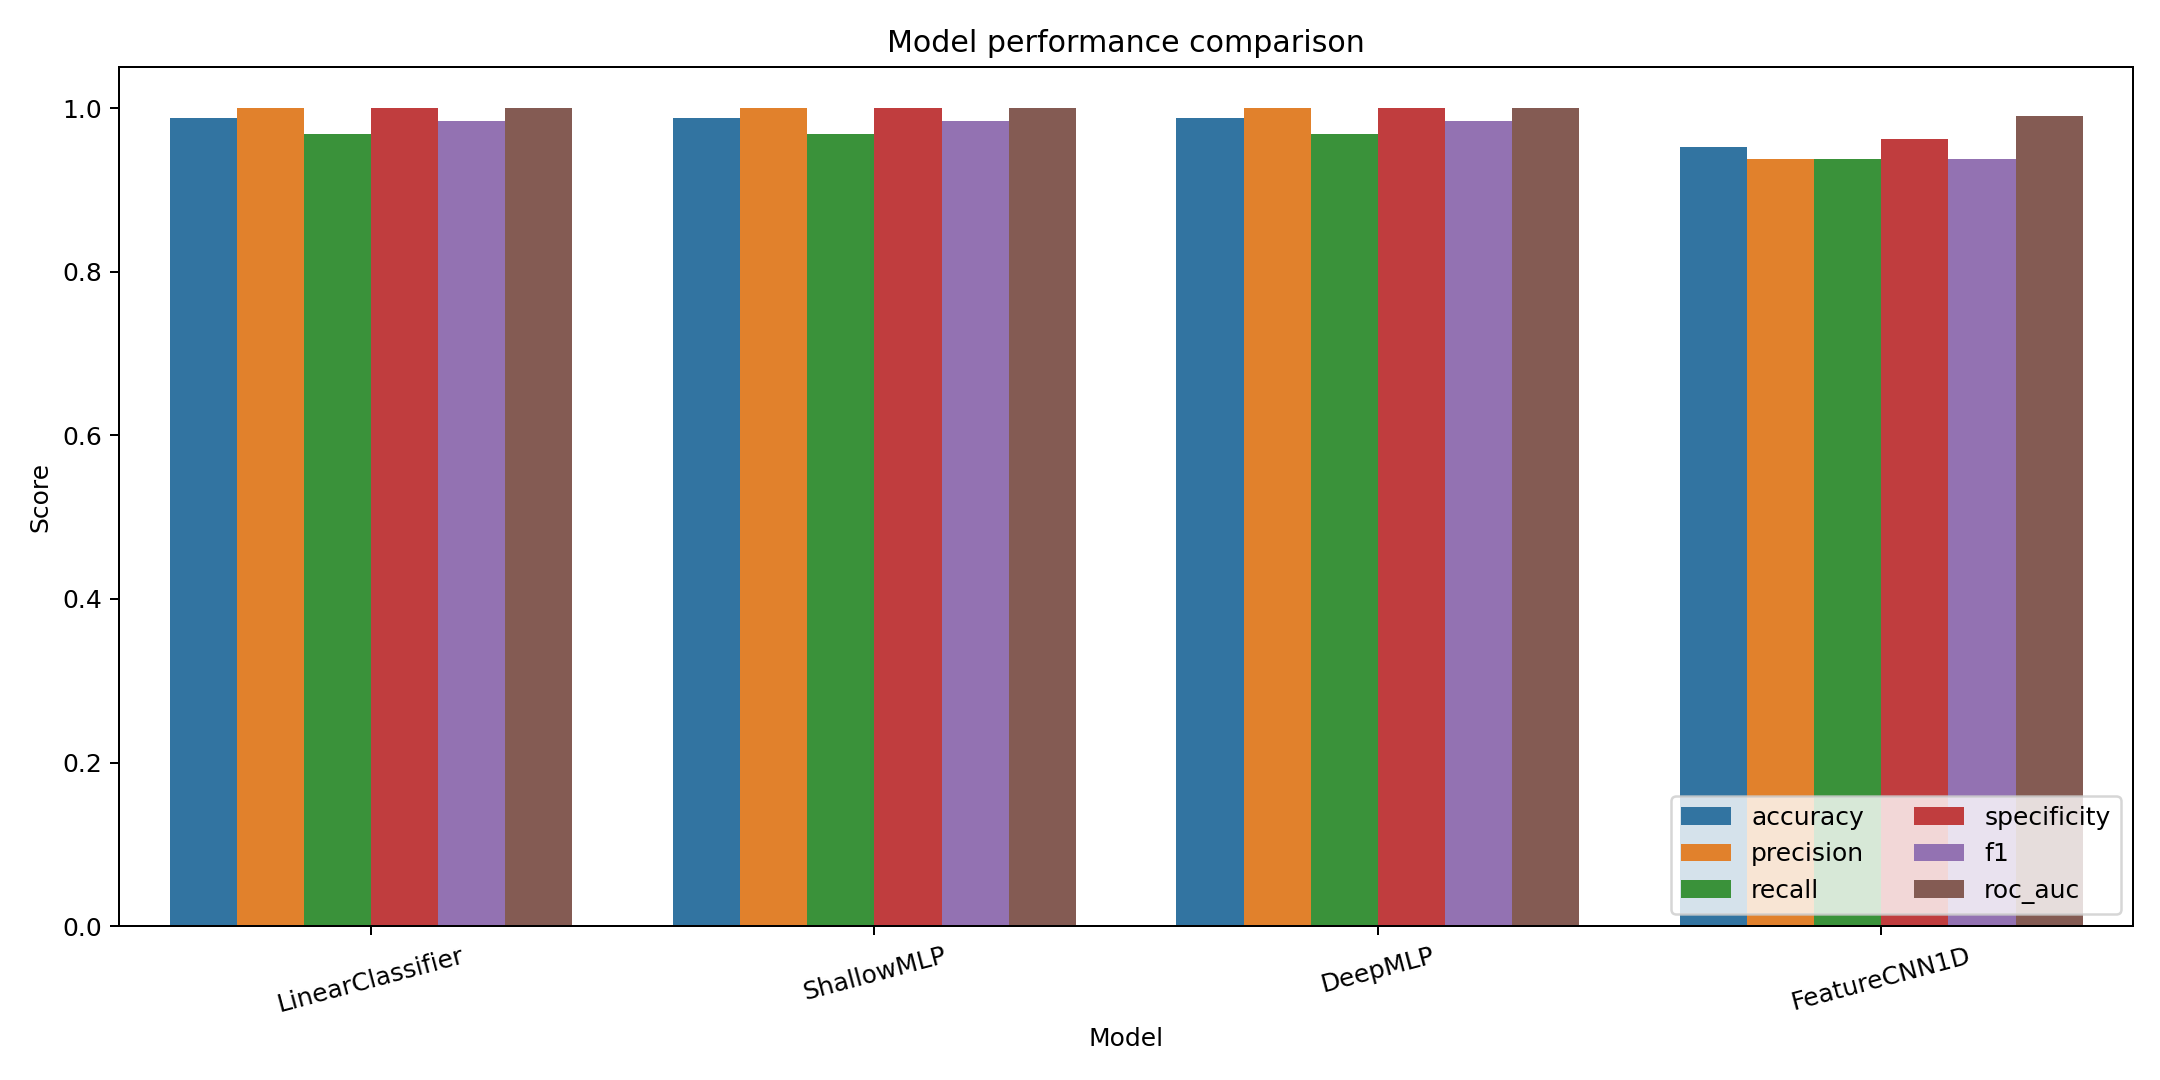 Model performance comparison
1.0
0.8
0.6
0.4
0.2
0.0
Score
accuracy
precision
recall
specificity
f1
roc_auc
LinearClassifier
ShallowMLP
DeepMLP
FeatureCNN1D
Model